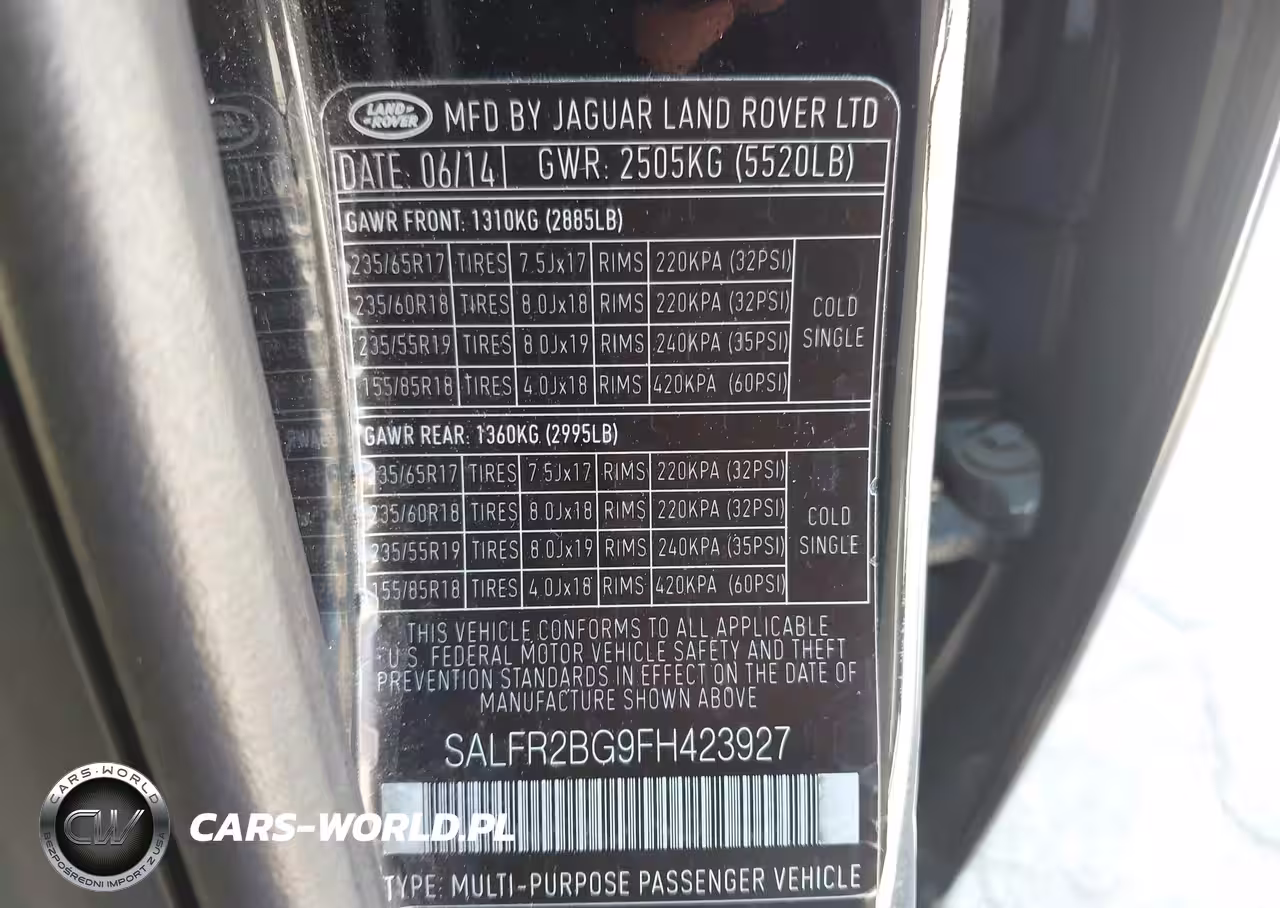 LAND-ROVER MFD BY JAGUAR LAND ROVER LTD
DATE: 06/14 GWR: 2505KG (5520LB)
GAWR FRONT: 1310KG (2885LB)
235/65R17 TIRES 7.5Jx17 RIMS 220KPA (32PSI)
235/60R18 TIRES 8.0Jx18 RIMS 220KPA (32PSI)
235/55R19 TIRES 8.0Jx19 RIMS 240KPA (35PSI)
155/85R18 TIRES 4.0Jx18 RIMS 420KPA (60PSI)
COLD
SINGLE
GAWR REAR: 1360KG (2995LB)
235/65R17 TIRES 7.5Jx17 RIMS 220KPA (32PSI)
235/60R18 TIRES 8.0Jx18 RIMS 220KPA (32PSI)
235/55R19 TIRES 8.0Jx19 RIMS 240KPA (35PSI)
155/85R18 TIRES 4.0Jx18 RIMS 420KPA (60PSI)
COLD
SINGLE
THIS VEHICLE CONFORMS TO ALL APPLICABLE
U.S. FEDERAL MOTOR VEHICLE SAFETY AND THEFT
PREVENTION STANDARDS IN EFFECT ON THE DATE OF
MANUFACTURE SHOWN ABOVE
SALFR2BG9FH423927
TYPE: MULTI-PURPOSE PASSENGER VEHICLE
CARS-WORLD
CW
BEZPOŚREDNI IMPORT Z USA
CARS-WORLD.PL